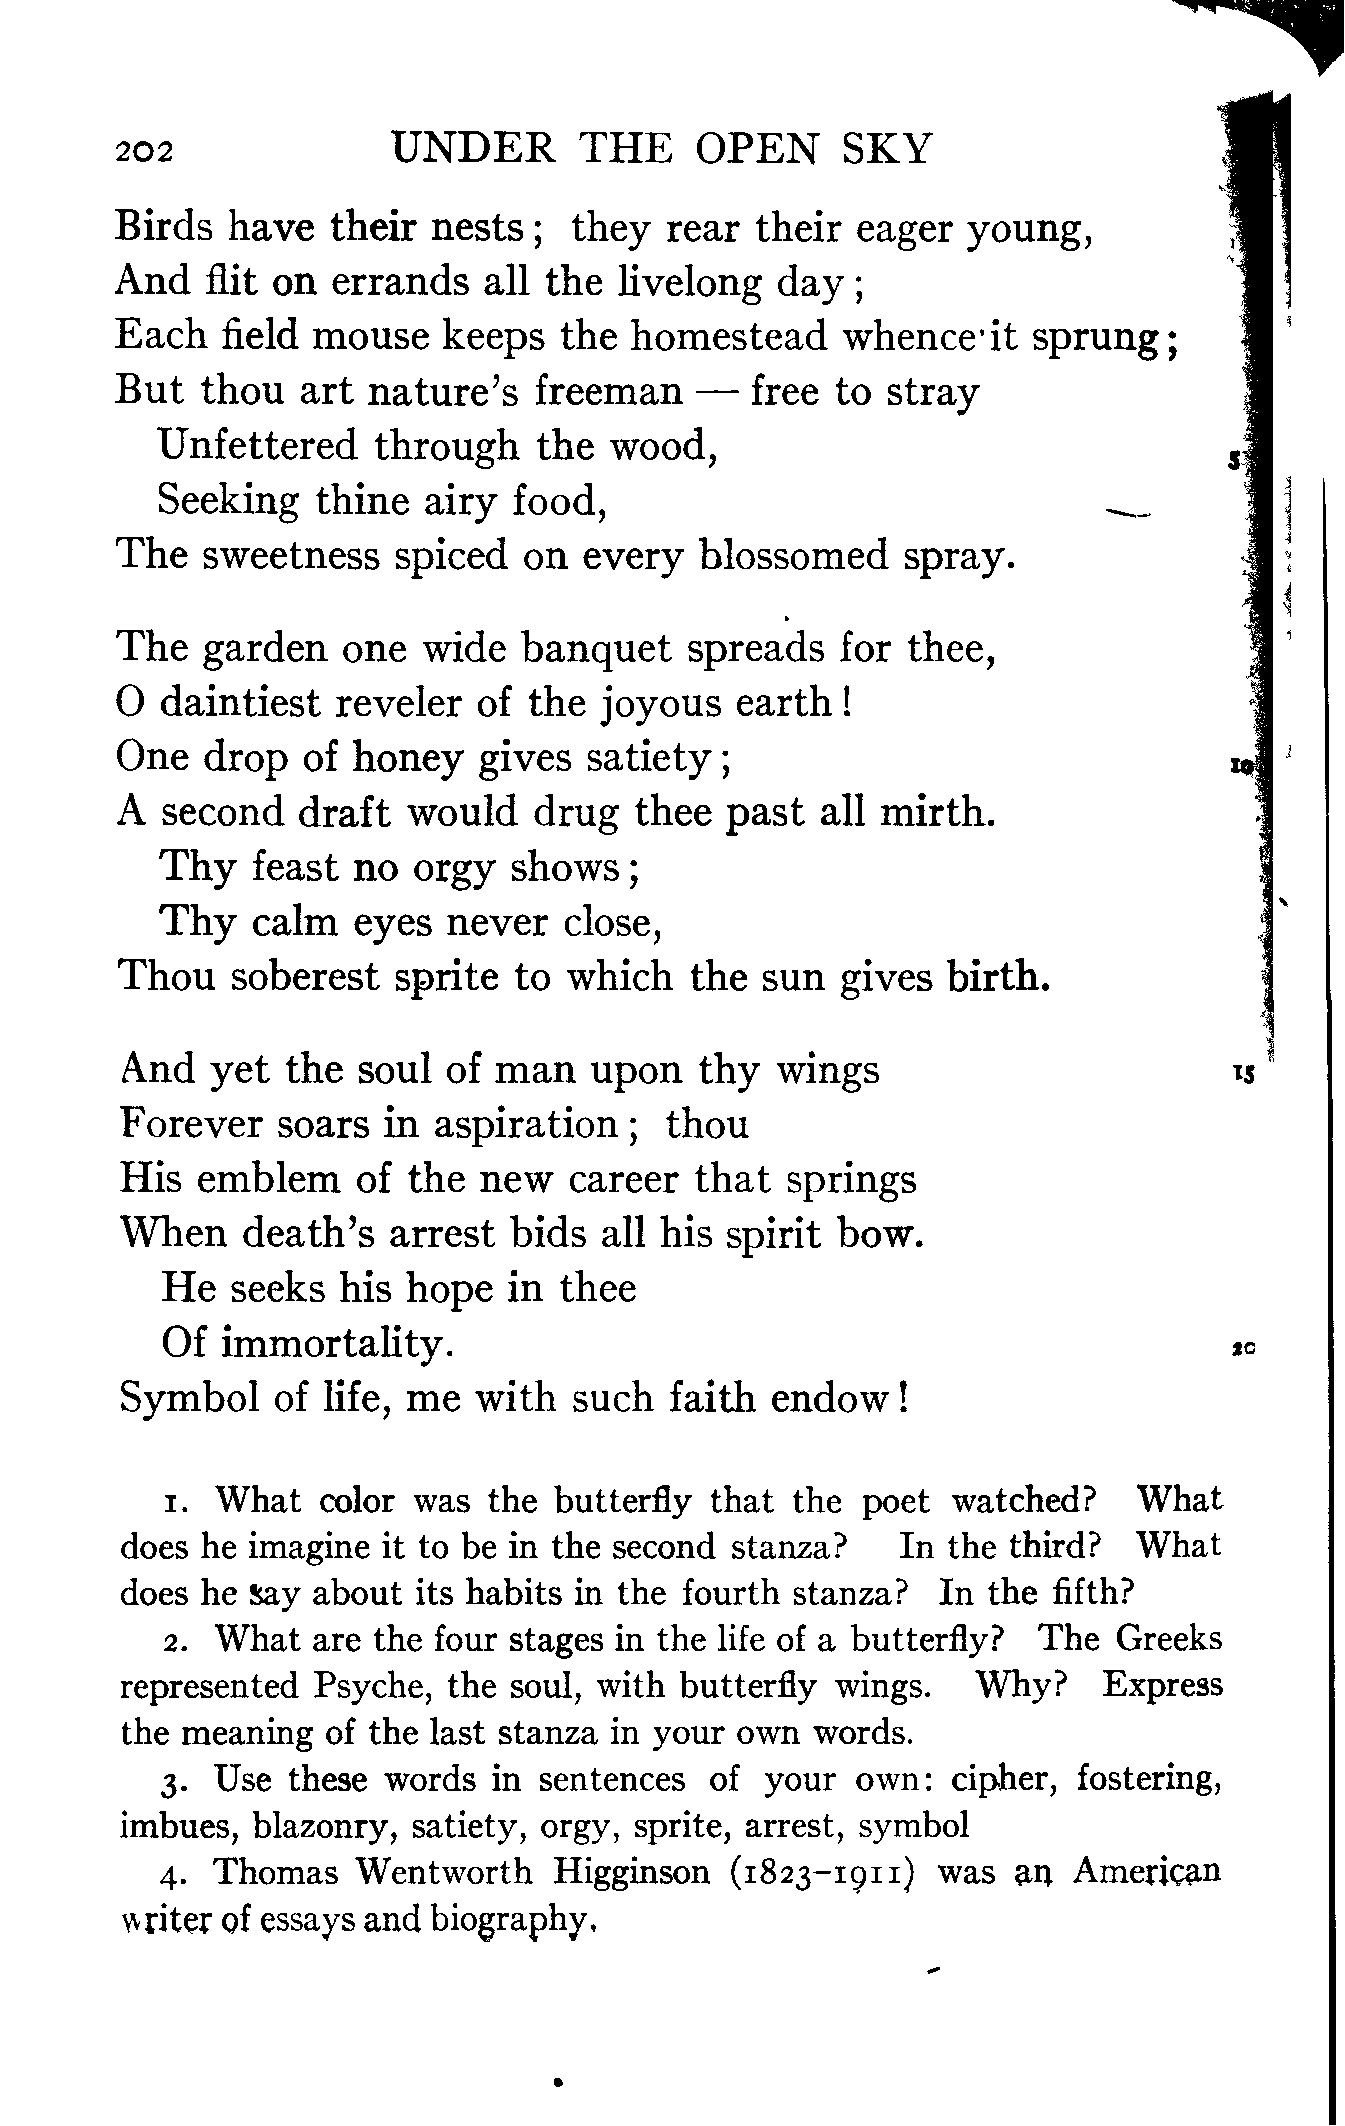 202 UNDER THE OPEN SKY
Birds have their nests; they rear their eager young,
And flit on errands all the livelong day;
Each field mouse keeps the homestead whence it sprung;
But thou art nature's freeman — free to stray
Unfettered through the wood, 5
Seeking thine airy food,
The sweetness spiced on every blossomed spray.
The garden one wide banquet spreads for thee,
O daintiest reveler of the joyous earth!
One drop of honey gives satiety; 10
A second draft would drug thee past all mirth.
Thy feast no orgy shows;
Thy calm eyes never close,
Thou soberest sprite to which the sun gives birth.
And yet the soul of man upon thy wings 15
Forever soars in aspiration; thou
His emblem of the new career that springs
When death's arrest bids all his spirit bow.
He seeks his hope in thee
Of immortality. 20
Symbol of life, me with such faith endow!
1. What color was the butterfly that the poet watched? What
does he imagine it to be in the second stanza? In the third? What
does he say about its habits in the fourth stanza? In the fifth?
2. What are the four stages in the life of a butterfly? The Greeks
represented Psyche, the soul, with butterfly wings. Why? Express
the meaning of the last stanza in your own words.
3. Use these words in sentences of your own: cipher, fostering,
imbues, blazonry, satiety, orgy, sprite, arrest, symbol
4. Thomas Wentworth Higginson (1823–1911) was an American
writer of essays and biography.